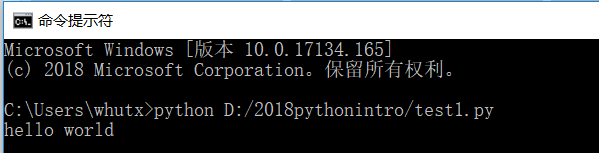 命令提示符
Microsoft Windows [版本 10.0.17134.165]
(c) 2018 Microsoft Corporation。保留所有权利。
C:\Users\whutx>python D:/2018pythonintro/test1.py
hello world